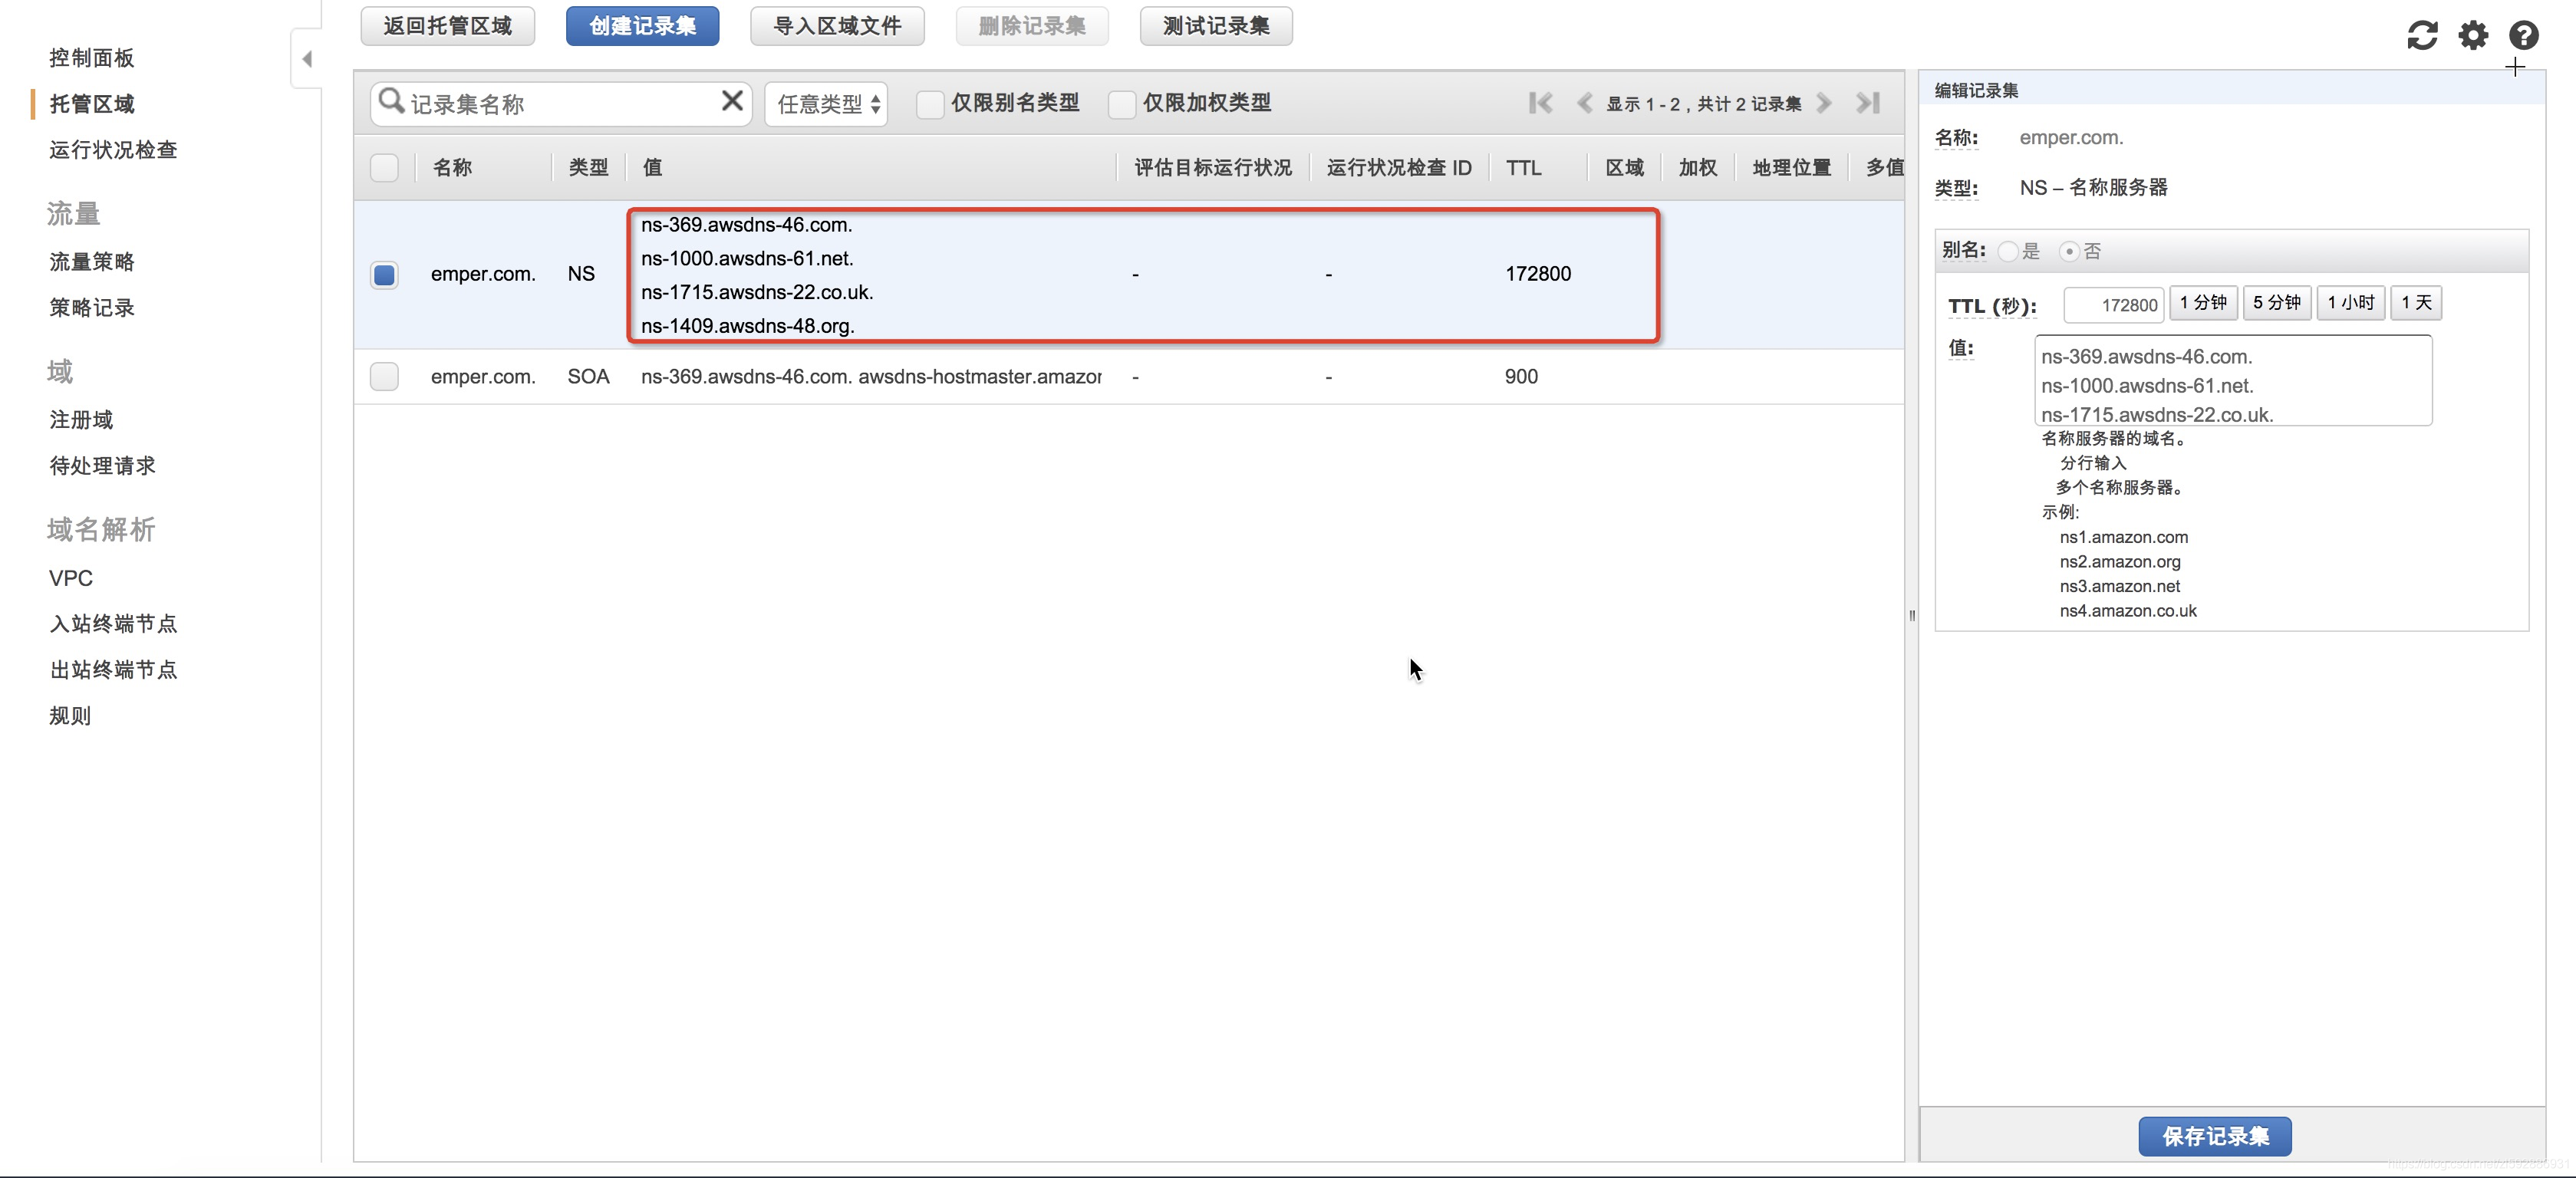 控制面板
托管区域
运行状况检查
流量
流量策略
策略记录
域
注册域
待处理请求
域名解析
VPC
入站终端节点
出站终端节点
规则
返回托管区域 创建记录集 导入区域文件 删除记录集 测试记录集
记录集名称 任意类型 仅限别名类型 仅限加权类型 显示 1 - 2 , 共计 2 记录集
名称 类型 值 评估目标运行状况 运行状况检查 ID TTL 区域 加权 地理位置 多值
ns-369.awsdns-46.com.
ns-1000.awsdns-61.net.
emper.com. NS - - 172800
ns-1715.awsdns-22.co.uk.
ns-1409.awsdns-48.org.
emper.com. SOA ns-369.awsdns-46.com. awsdns-hostmaster.amazor - - 900
编辑记录集
名称: emper.com.
类型: NS – 名称服务器
别名: 是 否
TTL (秒): 172800 1 分钟 5 分钟 1 小时 1 天
值:
ns-369.awsdns-46.com.
ns-1000.awsdns-61.net.
ns-1715.awsdns-22.co.uk.
名称服务器的域名。
分行输入
多个名称服务器。
示例:
ns1.amazon.com
ns2.amazon.org
ns3.amazon.net
ns4.amazon.co.uk
保存记录集